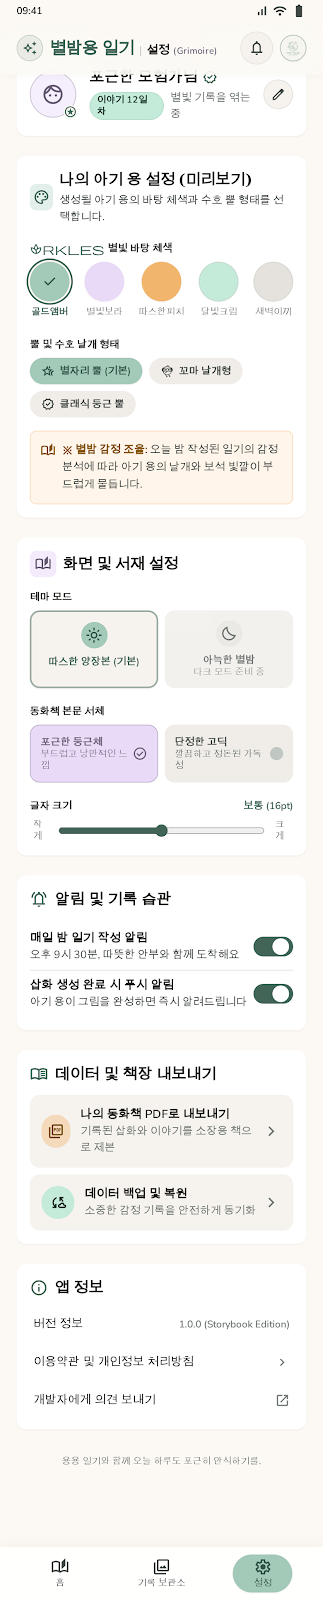 09:41
별밤용 일기 | 설정 (Grimoire)
포근한 모험가님
이야기 12일
차
별빛 기록을 엮는
중
나의 아기 용 설정 (미리보기)
생성될 아기 용의 바탕 체색과 수호 뿔 형태를 선
택합니다.
RKLES 별빛 바탕 체색
골드앰버
별빛보라
따스한피치
달빛크림
새벽이끼
뿔 및 수호 날개 형태
별자리 뿔 (기본)
꼬마 날개형
클래식 둥근 뿔
※ 별밤 감정 조율: 오늘 밤 작성된 일기의 감정
분석에 따라 아기 용의 날개와 보석 빛깔이 부
드럽게 물듭니다.
화면 및 서재 설정
테마 모드
따스한 양장본 (기본)
아늑한 별밤
다크 모드 준비 중
동화책 본문 서체
포근한 둥근체
부드럽고 낭만적인 느
낌
단정한 고딕
깔끔하고 정돈된 가독
성
글자 크기
보통 (16pt)
작
게
크
게
알림 및 기록 습관
매일 밤 일기 작성 알림
오후 9시 30분, 따뜻한 안부와 함께 도착해요
삽화 생성 완료 시 푸시 알림
아기 용이 그림을 완성하면 즉시 알려드립니다
데이터 및 책장 내보내기
PDF
나의 동화책 PDF로 내보내기
기록된 삽화와 이야기를 소장용 책으
로 제본
데이터 백업 및 복원
소중한 감정 기록을 안전하게 동기화
앱 정보
버전 정보
1.0.0 (Storybook Edition)
이용약관 및 개인정보 처리방침
개발자에게 의견 보내기
용용 일기와 함께 오늘 하루도 포근히 안식하기를.
홈
기록 보관소
설정